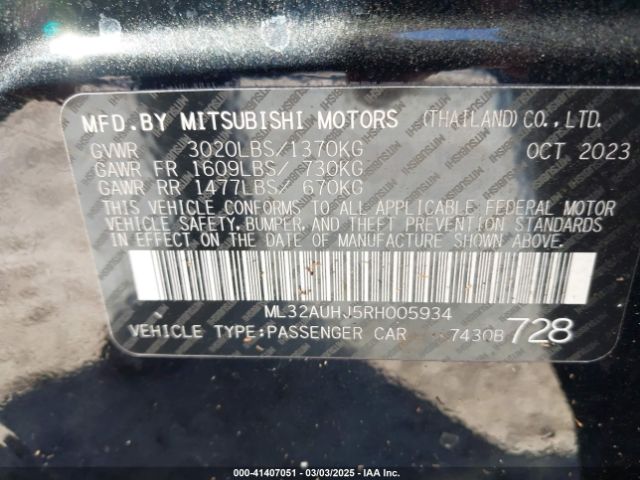 MFD.BY MITSUBISHI MOTORS (THAILAND) CO., LTD.
GVWR 3020LBS/1370KG OCT 2023
GAWR FR 1609LBS/ 730KG
GAWR RR 1477LBS/ 670KG
THIS VEHICLE CONFORMS TO ALL APPLICABLE FEDERAL MOTOR
VEHICLE SAFETY, BUMPER, AND THEFT PREVENTION STANDARDS
IN EFFECT ON THE DATE OF MANUFACTURE SHOWN ABOVE.
ML32AUHJ5RH005934
VEHICLE TYPE:PASSENGER CAR 7430B 728
000-41407051 | 03/03/2025 - IAA Inc.